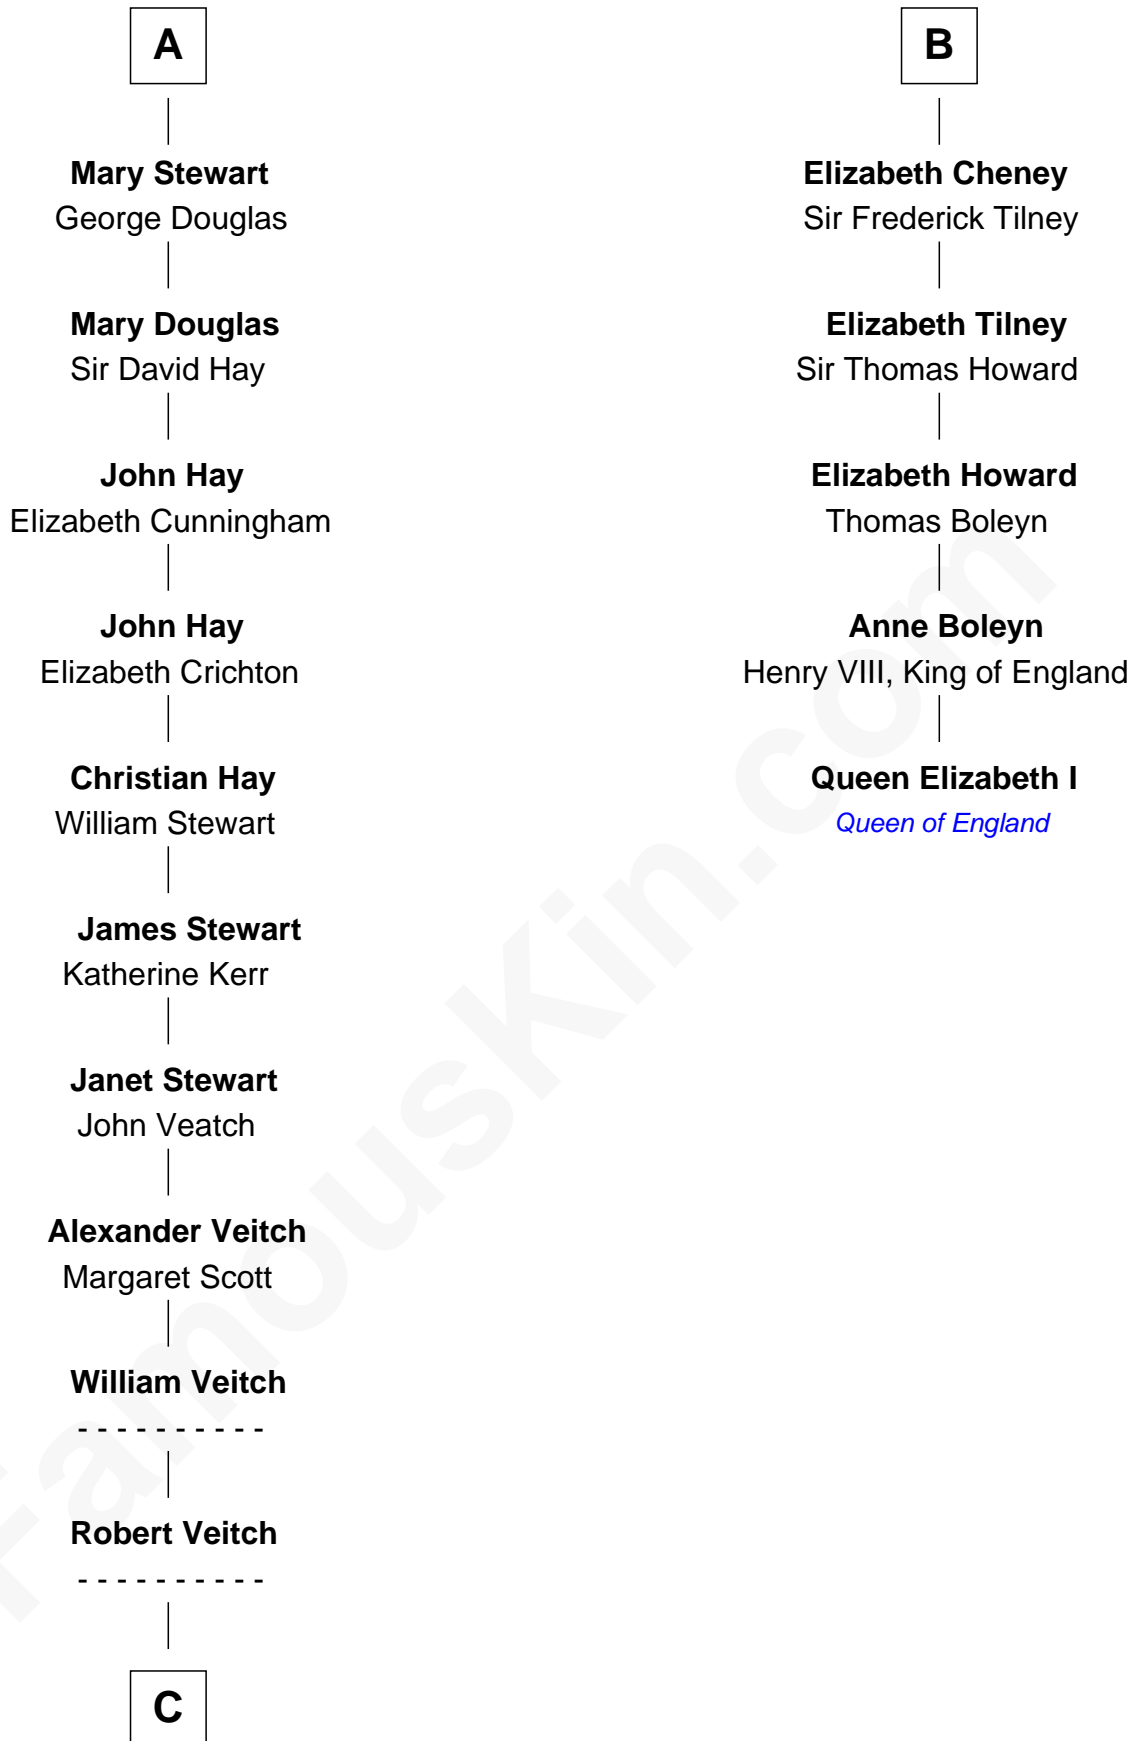 A
Mary Stewart
George Douglas
Mary Douglas
Sir David Hay
John Hay
Elizabeth Cunningham
John Hay
Elizabeth Crichton
Christian Hay
William Stewart
James Stewart
Katherine Kerr
Janet Stewart
John Veatch
Alexander Veitch
Margaret Scott
William Veitch
- - - - - - - - - -
Robert Veitch
- - - - - - - - - -
C
B
Elizabeth Cheney
Sir Frederick Tilney
Elizabeth Tilney
Sir Thomas Howard
Elizabeth Howard
Thomas Boleyn
Anne Boleyn
Henry VIII, King of England
Queen Elizabeth I
Queen of England
FamousKin.com